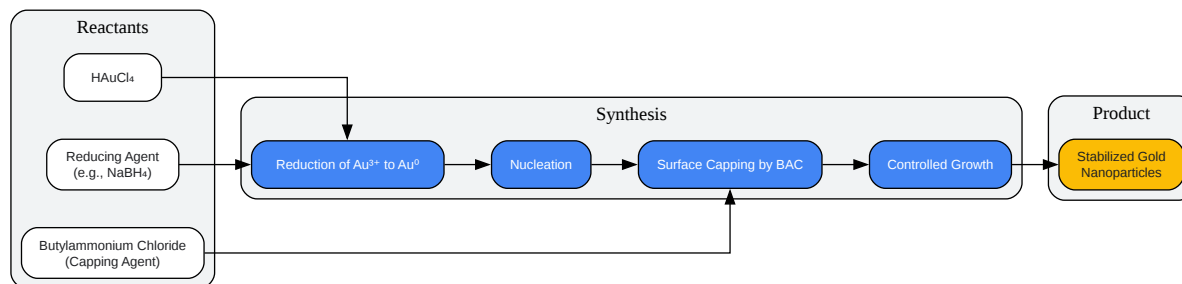 Reactants
HAuCl₄
Reducing Agent
(e.g., NaBH₄)
Butylammonium Chloride
(Capping Agent)
Synthesis
Reduction of Au³⁺ to Au⁰
Nucleation
Surface Capping by BAC
Controlled Growth
Product
Stabilized Gold
Nanoparticles